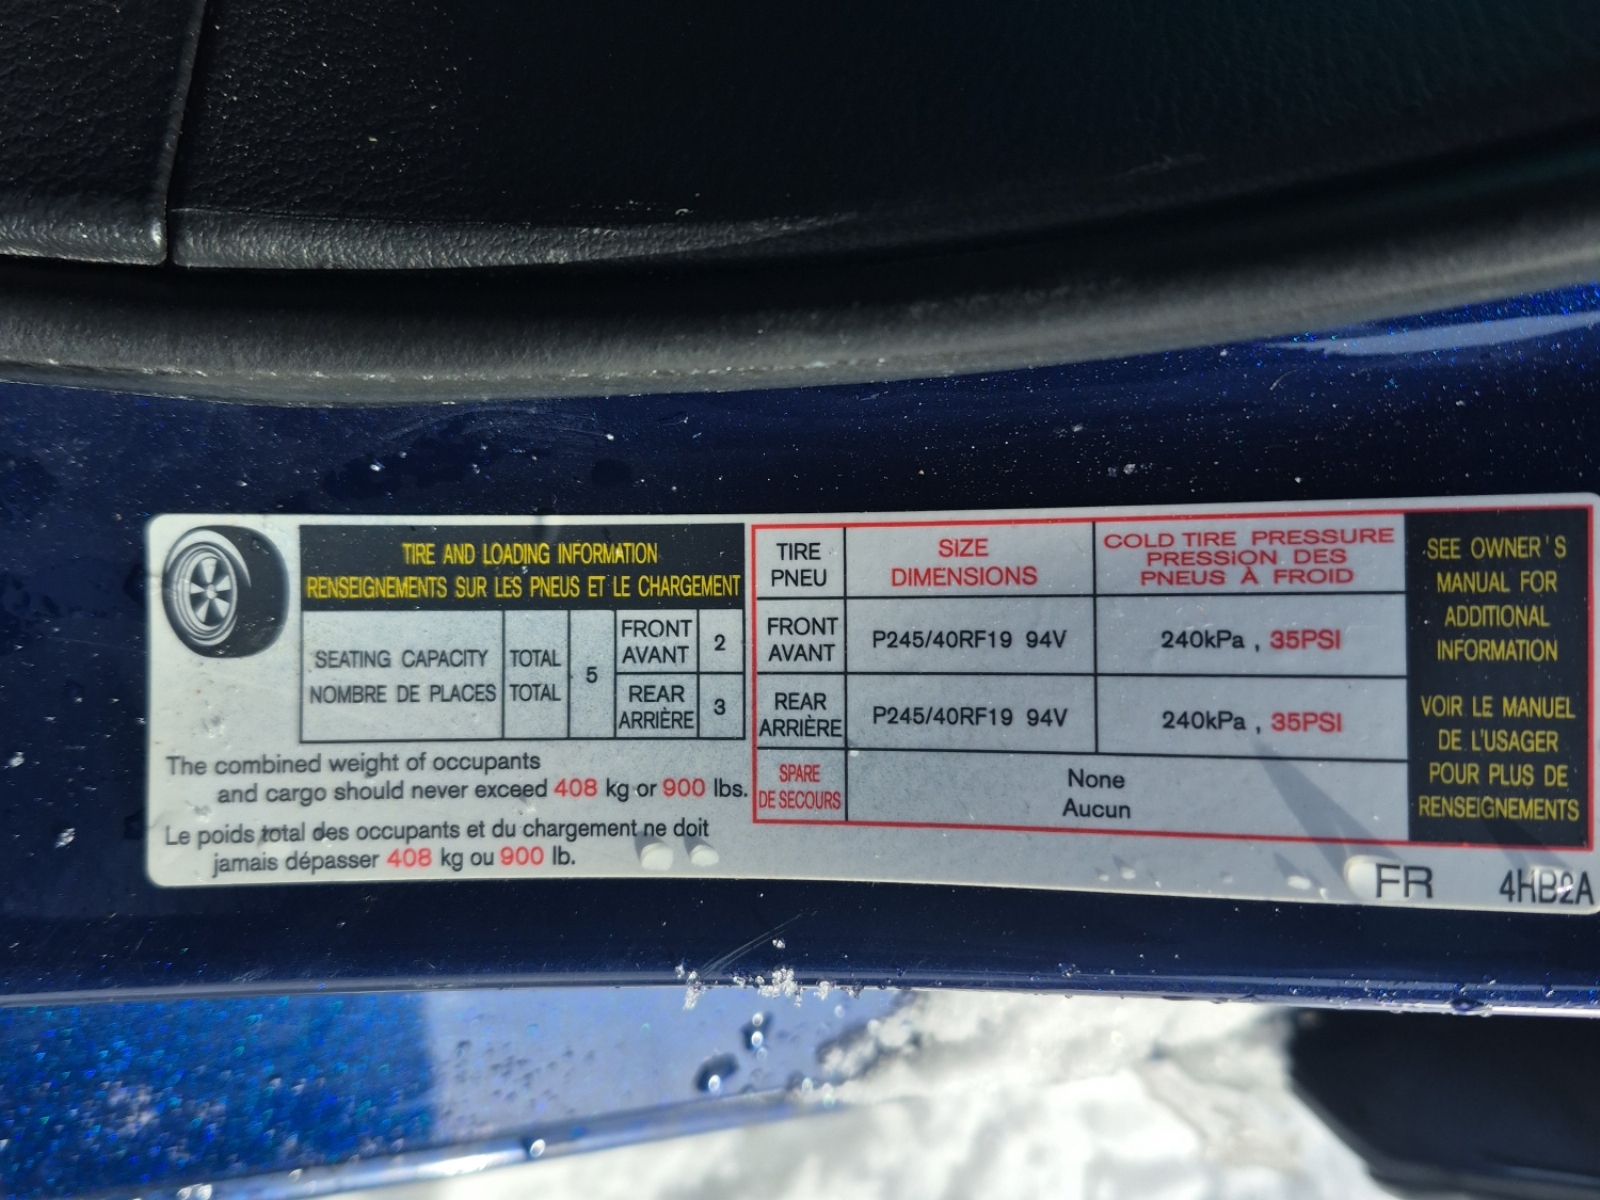 TIRE AND LOADING INFORMATION
RENSEIGNEMENTS SUR LES PNEUS ET LE CHARGEMENT
SEATING CAPACITY
NOMBRE DE PLACES
TOTAL
TOTAL
5
FRONT
AVANT
2
REAR
ARRIÈRE
3
The combined weight of occupants
and cargo should never exceed 408 kg or 900 lbs.
Le poids total des occupants et du chargement ne doit
jamais dépasser 408 kg ou 900 lb.
TIRE
PNEU
SIZE
DIMENSIONS
COLD TIRE PRESSURE
PRESSION DES
PNEUS À FROID
FRONT
AVANT
P245/40RF19 94V
240kPa , 35PSI
REAR
ARRIÈRE
P245/40RF19 94V
240kPa , 35PSI
SPARE
DE SECOURS
None
Aucun
SEE OWNER'S
MANUAL FOR
ADDITIONAL
INFORMATION
VOIR LE MANUEL
DE L'USAGER
POUR PLUS DE
RENSEIGNEMENTS
FR 4HB2A